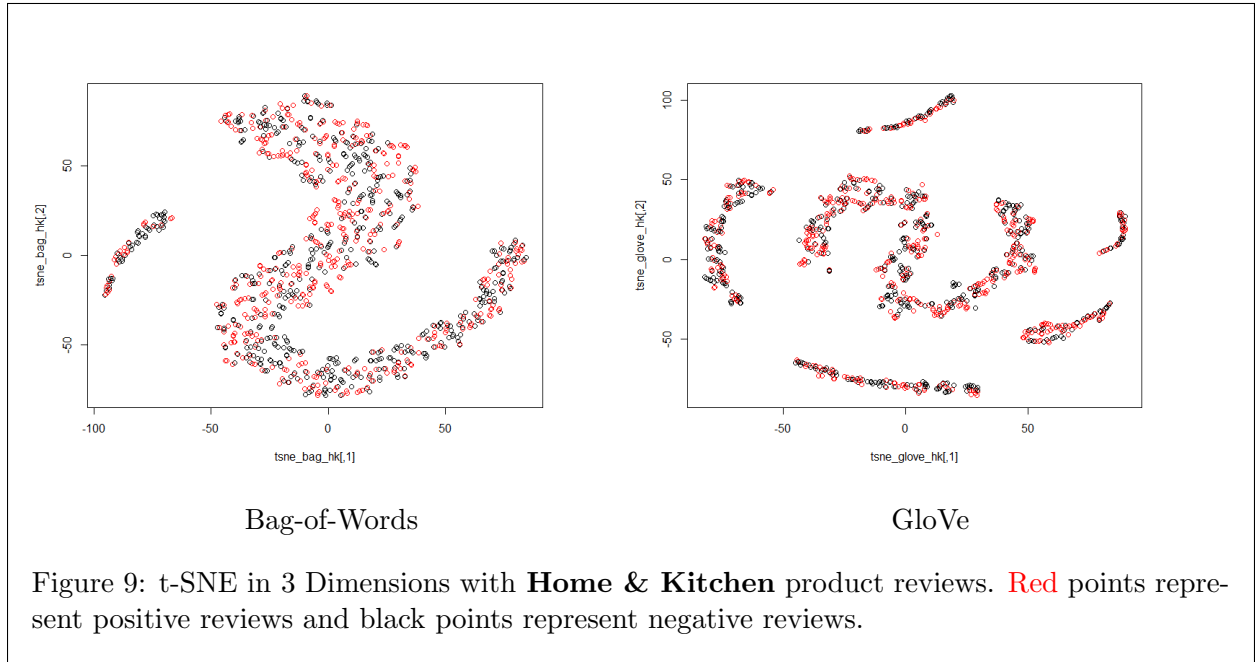 50
0
-50
tsne_bag_hk[,2]
-100
-50
0
50
tsne_bag_hk[,1]
100
50
0
-50
tsne_glove_hk[,2]
-50
0
50
tsne_glove_hk[,1]
Bag-of-Words
GloVe
Figure 9: t-SNE in 3 Dimensions with Home & Kitchen product reviews. Red points repre-
sent positive reviews and black points represent negative reviews.